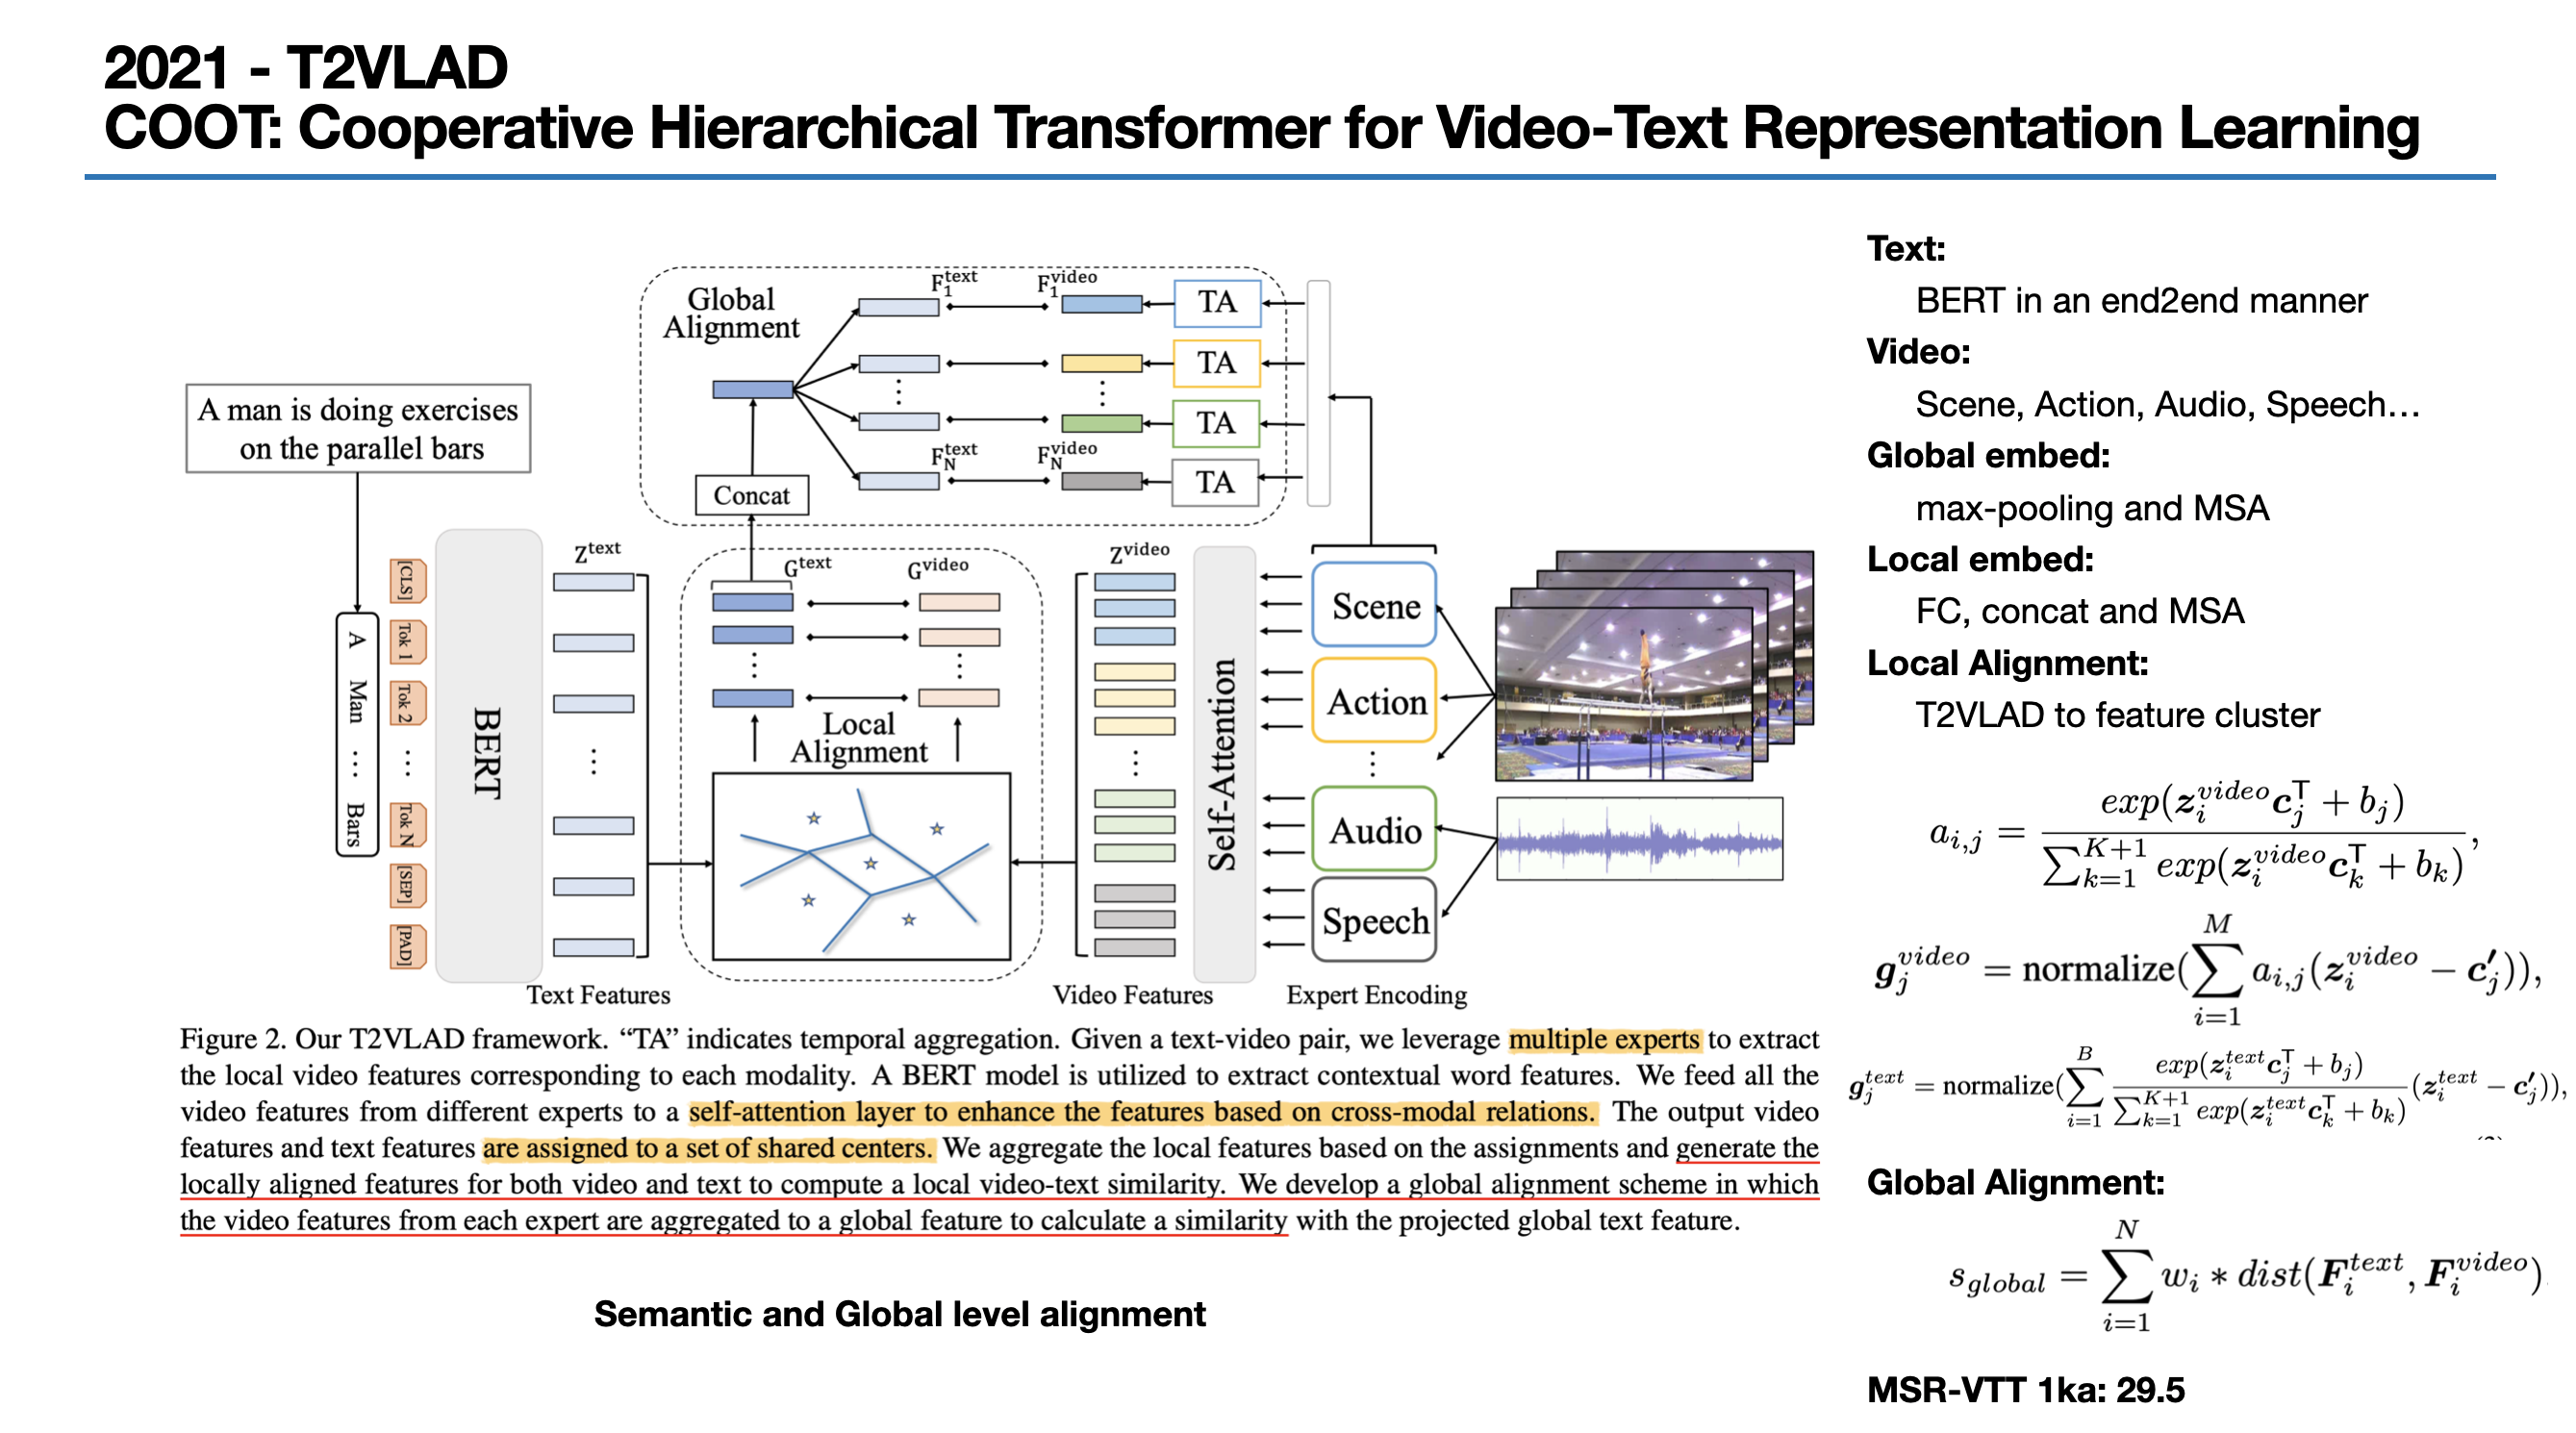 2021 - T2VLAD
COOT: Cooperative Hierarchical Transformer for Video-Text Representation Learning
A man is doing exercises
on the parallel bars
A
Man
...
Bars
[CLS]
Tok 1
Tok 2
...
Tok N
[SEP]
[PAD]
BERT
Z^text
Text Features
Global
Alignment
Concat
F_1^text
F_1^video
F_N^text
F_N^video
TA
TA
TA
TA
G^text
G^video
Local
Alignment
Z^video
Video Features
Self-Attention
Scene
Action
Audio
Speech
Expert Encoding
Figure 2. Our T2VLAD framework. “TA” indicates temporal aggregation. Given a text-video pair, we leverage multiple experts to extract
the local video features corresponding to each modality. A BERT model is utilized to extract contextual word features. We feed all the
video features from different experts to a self-attention layer to enhance the features based on cross-modal relations. The output video
features and text features are assigned to a set of shared centers. We aggregate the local features based on the assignments and generate the
locally aligned features for both video and text to compute a local video-text similarity. We develop a global alignment scheme in which
the video features from each expert are aggregated to a global feature to calculate a similarity with the projected global text feature.
Semantic and Global level alignment
Text:
BERT in an end2end manner
Video:
Scene, Action, Audio, Speech…
Global embed:
max-pooling and MSA
Local embed:
FC, concat and MSA
Local Alignment:
T2VLAD to feature cluster
a_{i,j} = \frac{exp(z_i^{video} c_j^⊤ + b_j)}{\sum_{k=1}^{K+1} exp(z_i^{video} c_k^⊤ + b_k)},
g_j^{video} = normalize(\sum_{i=1}^{M} a_{i,j}(z_i^{video} − c'_j)),
g_j^{text} = normalize(\sum_{i=1}^{B} \frac{exp(z_i^{text} c_j^⊤ + b_j)}{\sum_{k=1}^{K+1} exp(z_i^{text} c_k^⊤ + b_k)} (z_i^{text} − c'_j)),
Global Alignment:
s_{global} = \sum_{i=1}^{N} w_i * dist(F_i^{text}, F_i^{video})
MSR-VTT 1ka: 29.5